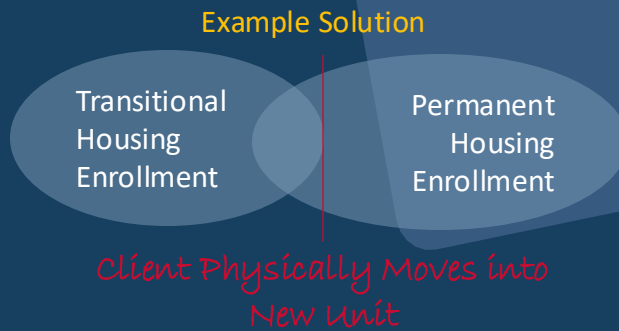 Example Solution
Transitional
Housing
Enrollment
Permanent
Housing
Enrollment
Client Physically Moves into
New Unit